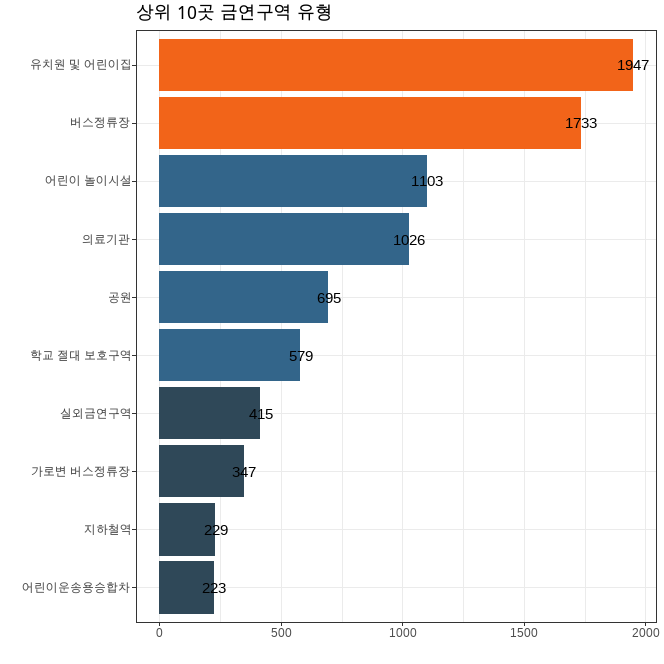 상위 10곳 금연구역 유형
유치원 및 어린이집
1947
버스정류장
1733
어린이 놀이시설
1103
의료기관
1026
공원
695
학교 절대 보호구역
579
실외금연구역
415
가로변 버스정류장
347
지하철역
229
어린이운송용승합차
223
0 500 1000 1500 2000